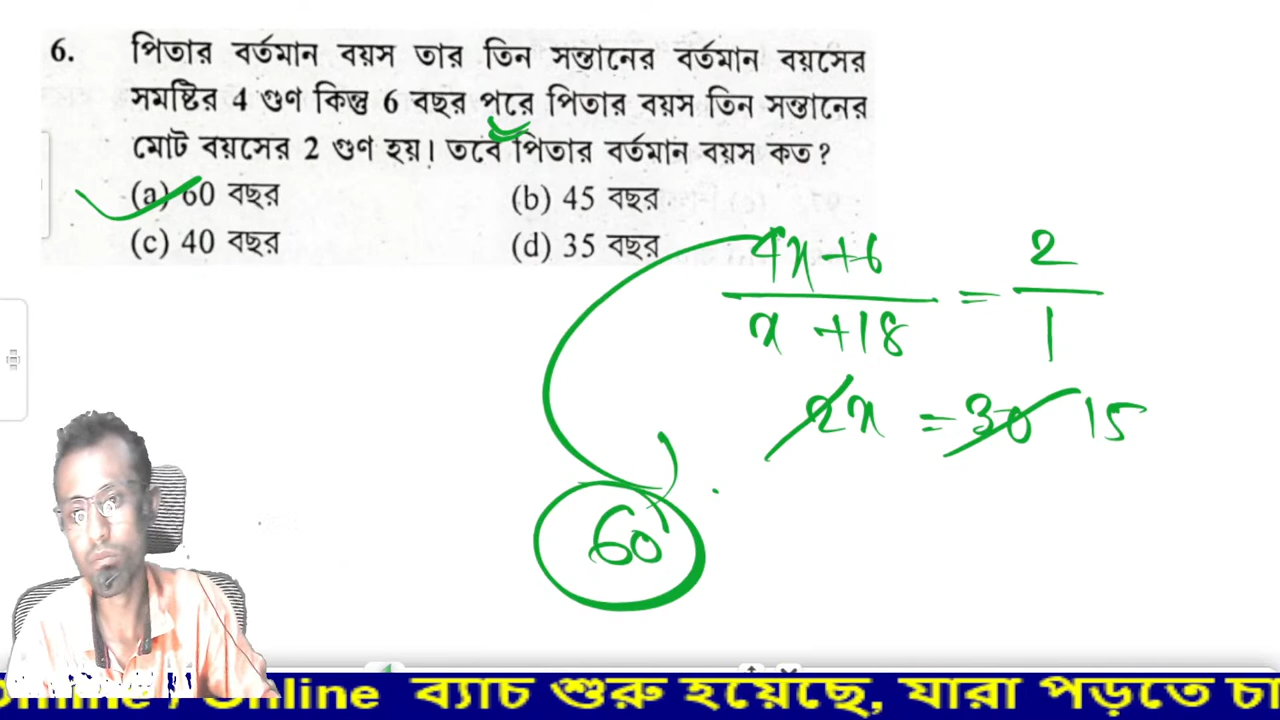 6. পিতার বর্তমান বয়স তার তিন সন্তানের বর্তমান বয়সের
সমষ্টির 4 গুণ কিন্তু 6 বছর পরে পিতার বয়স তিন সন্তানের
মোট বয়সের 2 গুণ হয়। তবে পিতার বর্তমান বয়স কত?
(a) 60 বছর (b) 45 বছর
(c) 40 বছর (d) 35 বছর
4x+6 2
— = —
x +18 1
2x = 30 15
60
/ Online ব্যাচ শুরু হয়েছে, যারা পড়তে